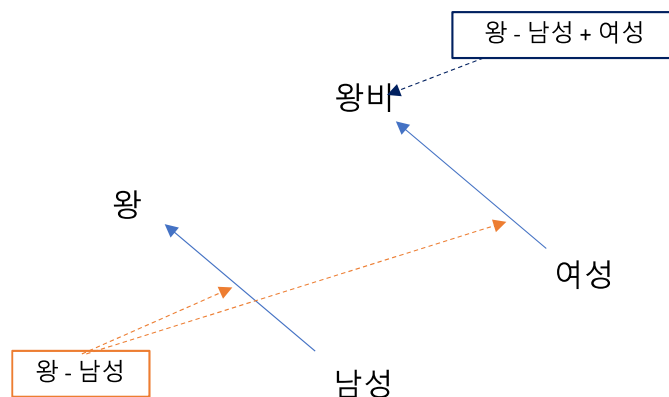 왕 - 남성 + 여성
왕비
왕
여성
왕 - 남성
남성